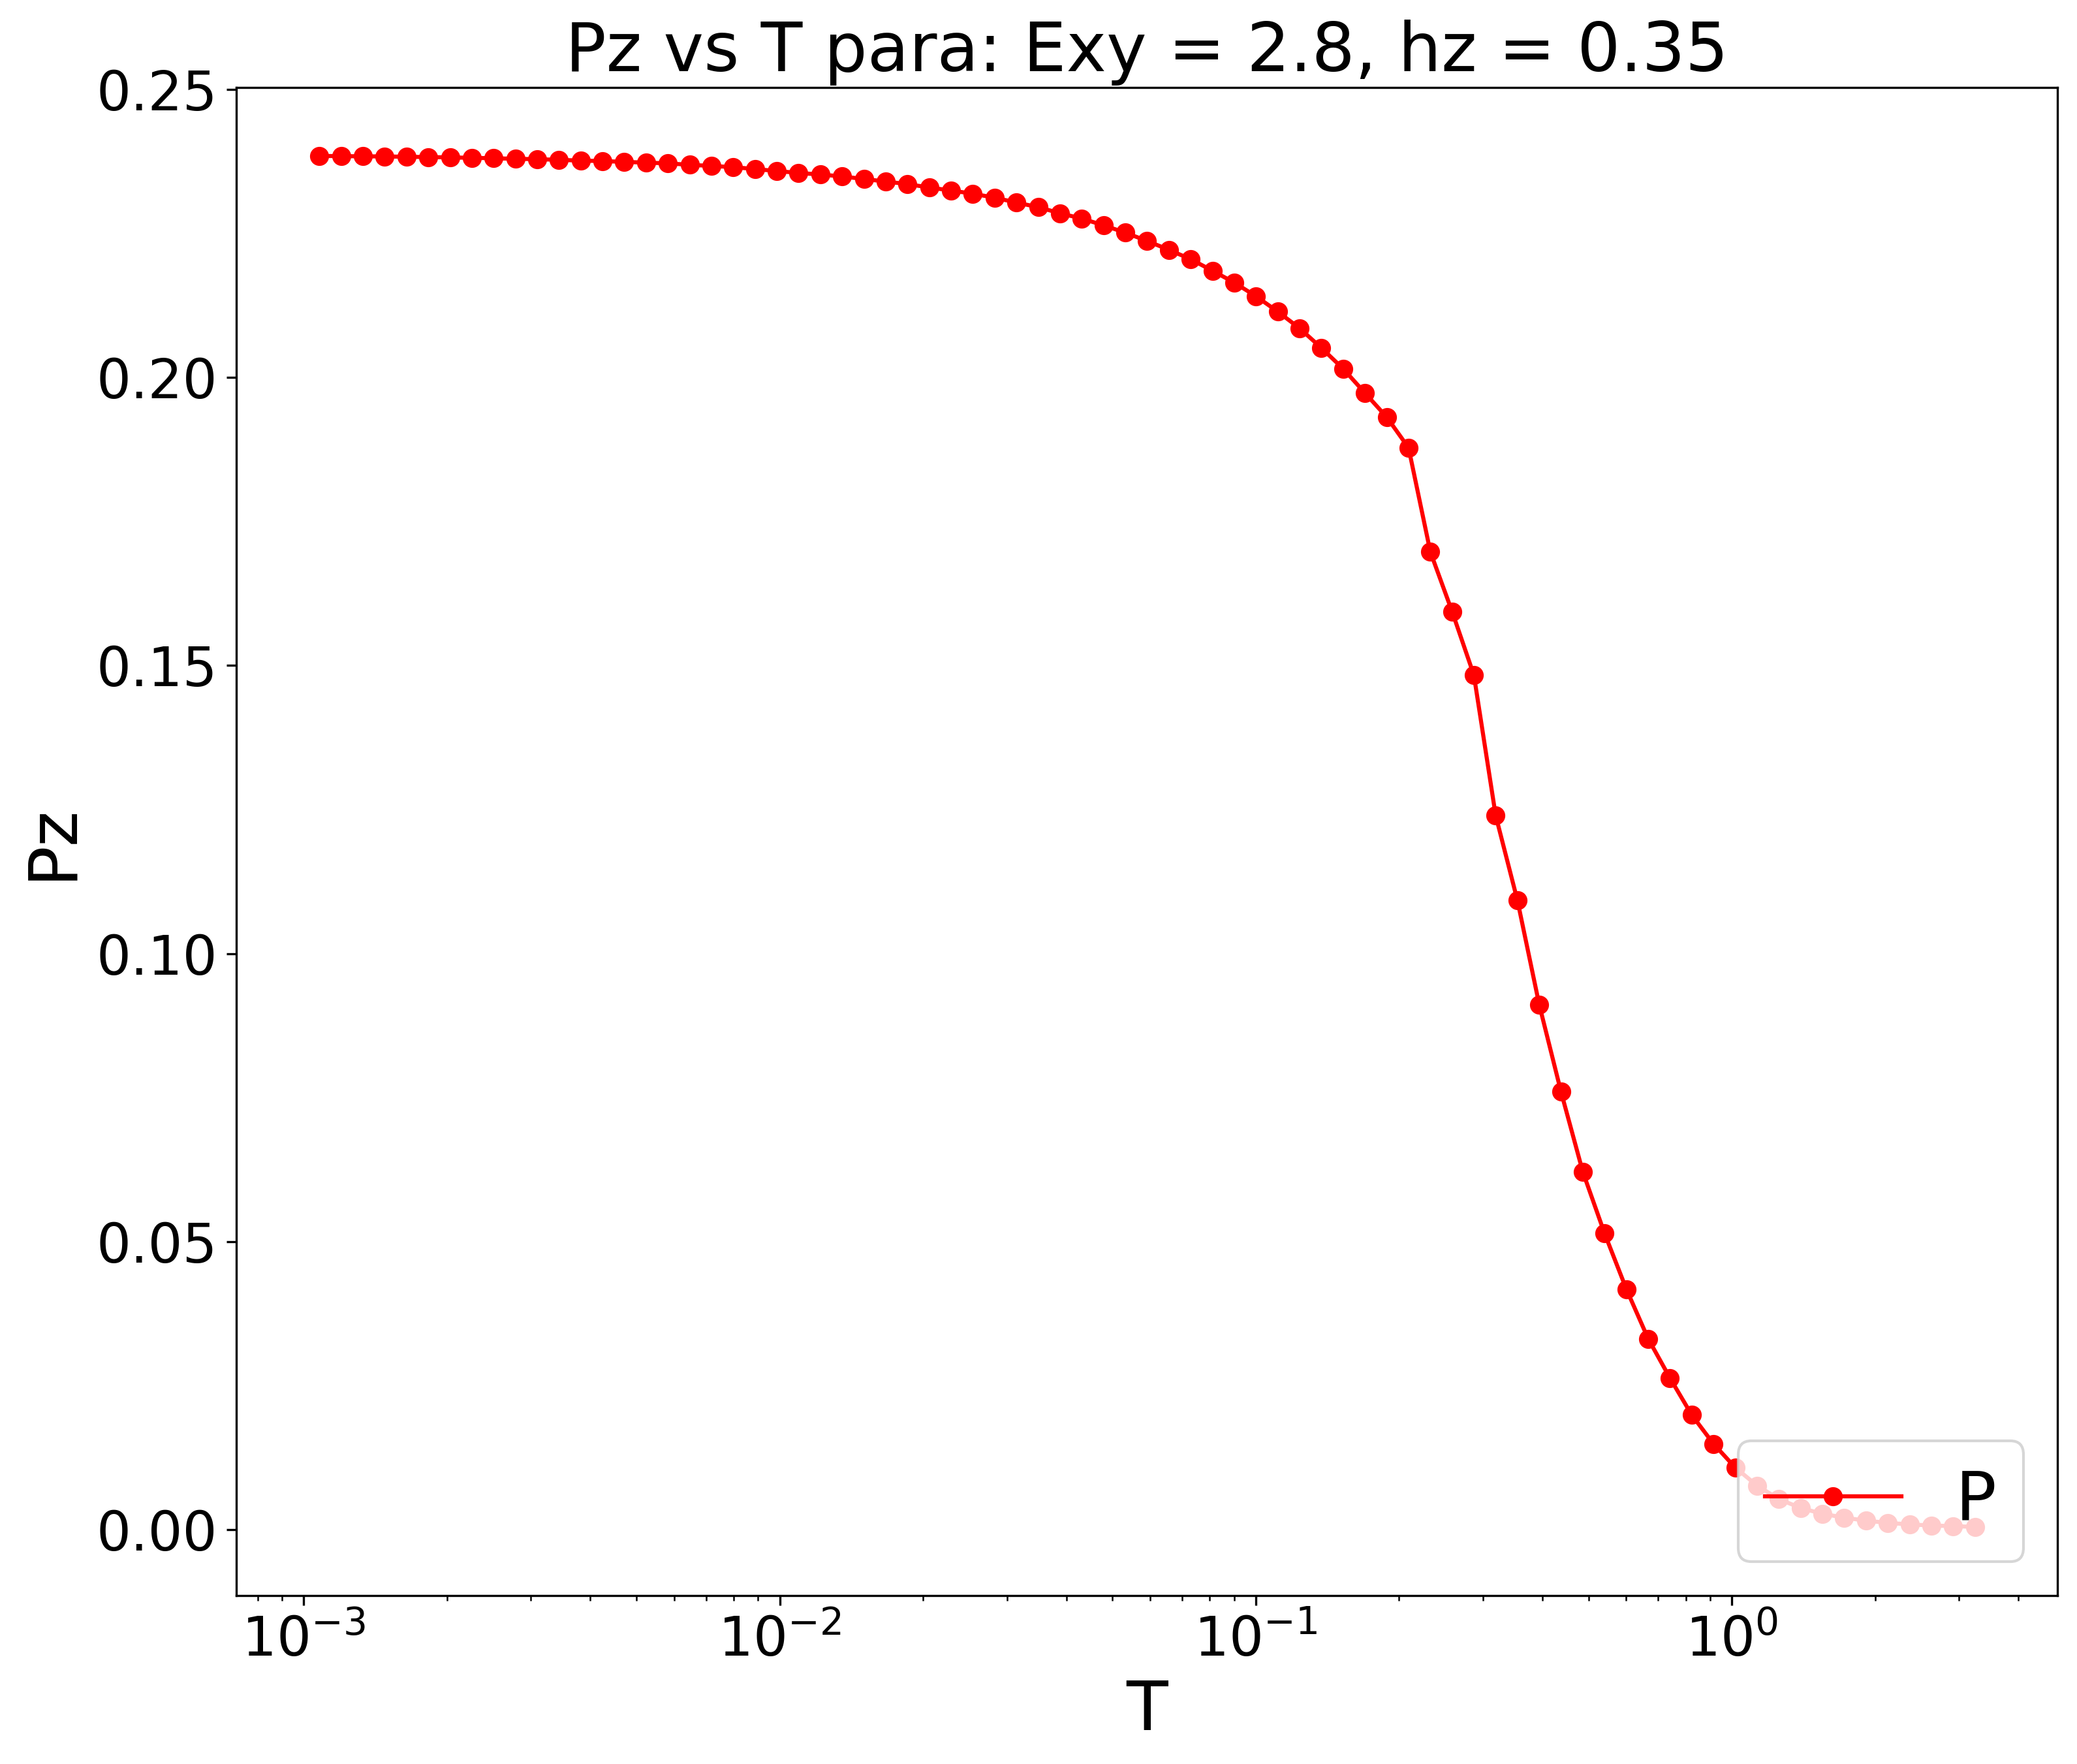 Pz vs T para: Exy = 2.8, hz = 0.35
0.25
0.20
0.15
0.10
0.05
0.00
Pz
P
10⁻³ 10⁻² 10⁻¹ 10⁰
T